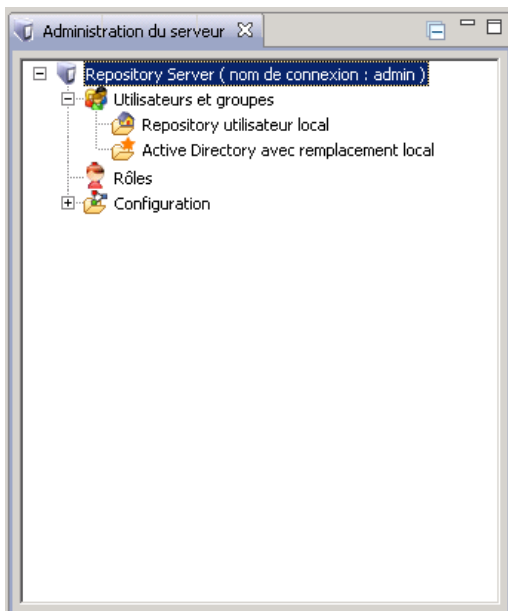 Administration du serveur
Repository Server ( nom de connexion : admin )
Utilisateurs et groupes
Repository utilisateur local
Active Directory avec remplacement local
Rôles
Configuration